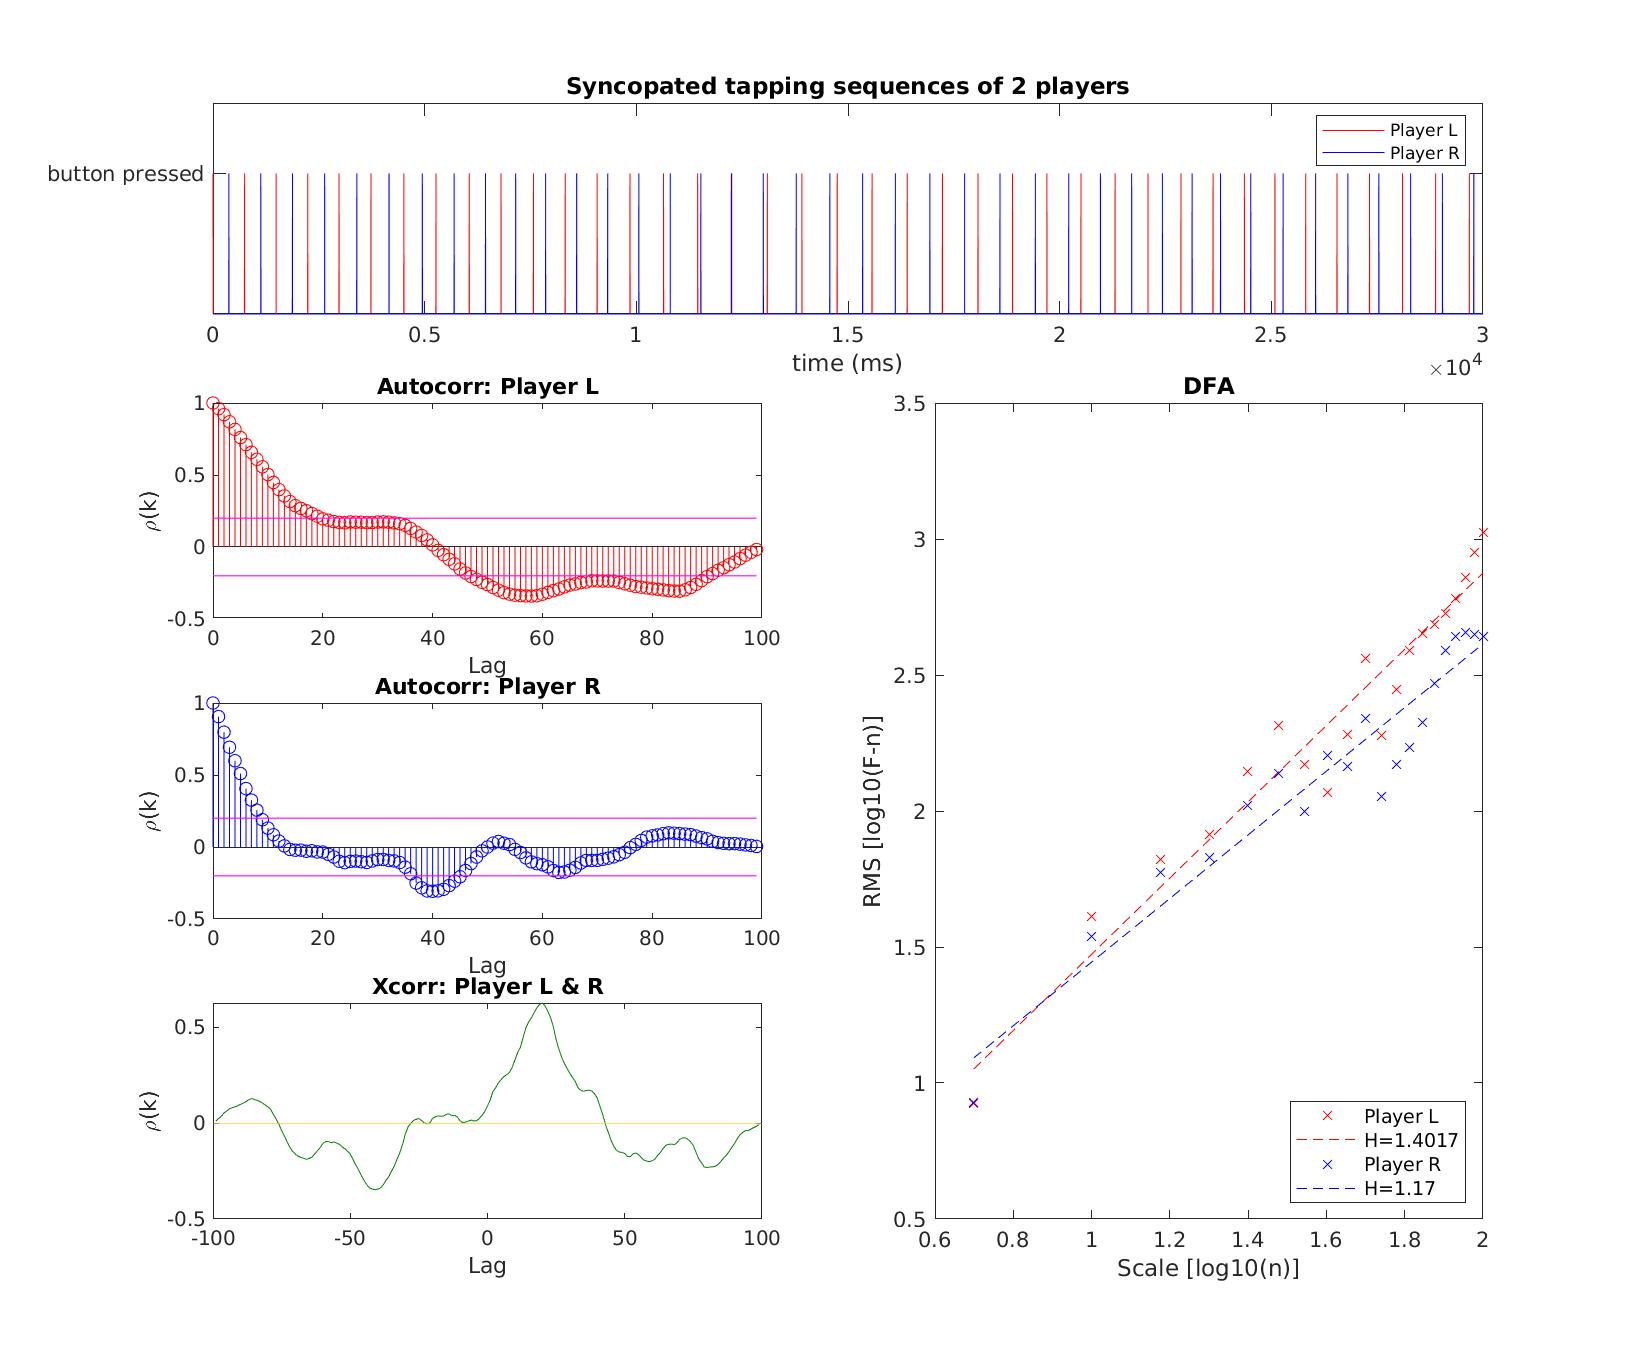 Syncopated tapping sequences of 2 players
Player L
Player R
button pressed
0 0.5 1 1.5 2 2.5 3
time (ms)
×10⁴
Autocorr: Player L
1
0.5
0
-0.5
ρ(k)
0 20 40 60 80 100
Lag
Autocorr: Player R
1
0.5
0
-0.5
ρ(k)
0 20 40 60 80 100
Lag
Xcorr: Player L & R
0.5
0
-0.5
ρ(k)
-100 -50 0 50 100
Lag
DFA
3.5
3
2.5
2
1.5
1
0.5
RMS [log10(F-n)]
Player L
H=1.4017
Player R
H=1.17
0.6 0.8 1 1.2 1.4 1.6 1.8 2
Scale [log10(n)]